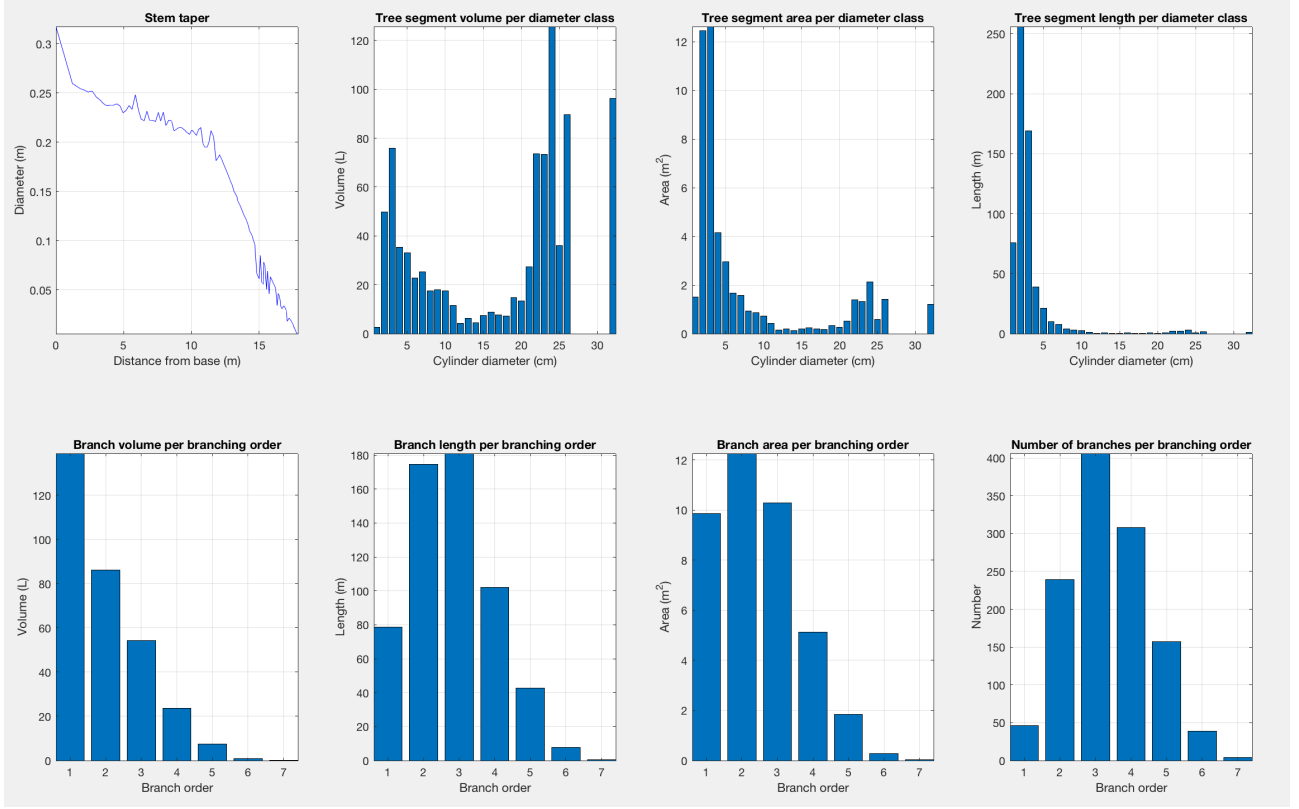 Stem taper
Diameter (m)
0.3
0.25
0.2
0.15
0.1
0.05
0 5 10 15
Distance from base (m)
Tree segment volume per diameter class
Volume (L)
120
100
80
60
40
20
0
5 10 15 20 25 30
Cylinder diameter (cm)
Tree segment area per diameter class
Area (m²)
12
10
8
6
4
2
0
5 10 15 20 25 30
Cylinder diameter (cm)
Tree segment length per diameter class
Length (m)
250
200
150
100
50
0
5 10 15 20 25 30
Cylinder diameter (cm)
Branch volume per branching order
Volume (L)
120
100
80
60
40
20
0
1 2 3 4 5 6 7
Branch order
Branch length per branching order
Length (m)
180
160
140
120
100
80
60
40
20
0
1 2 3 4 5 6 7
Branch order
Branch area per branching order
Area (m²)
12
10
8
6
4
2
0
1 2 3 4 5 6 7
Branch order
Number of branches per branching order
Number
400
350
300
250
200
150
100
50
0
1 2 3 4 5 6 7
Branch order